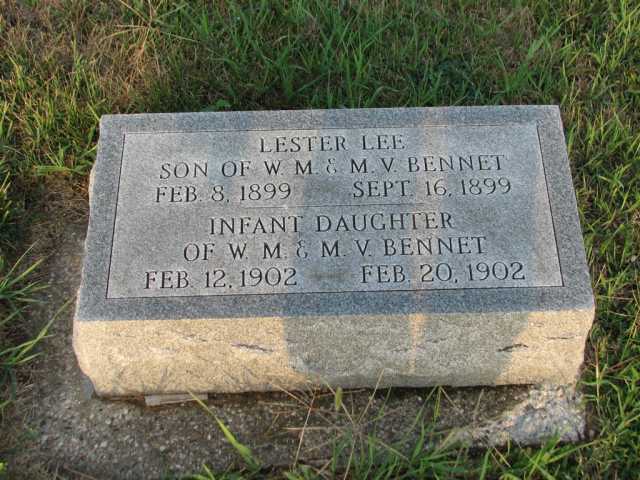 LESTER LEE
SON OF W. M. & M. V. BENNET
FEB. 8, 1899 SEPT. 16, 1899
INFANT DAUGHTER
OF W. M. & M. V. BENNET
FEB. 12, 1902 FEB. 20, 1902